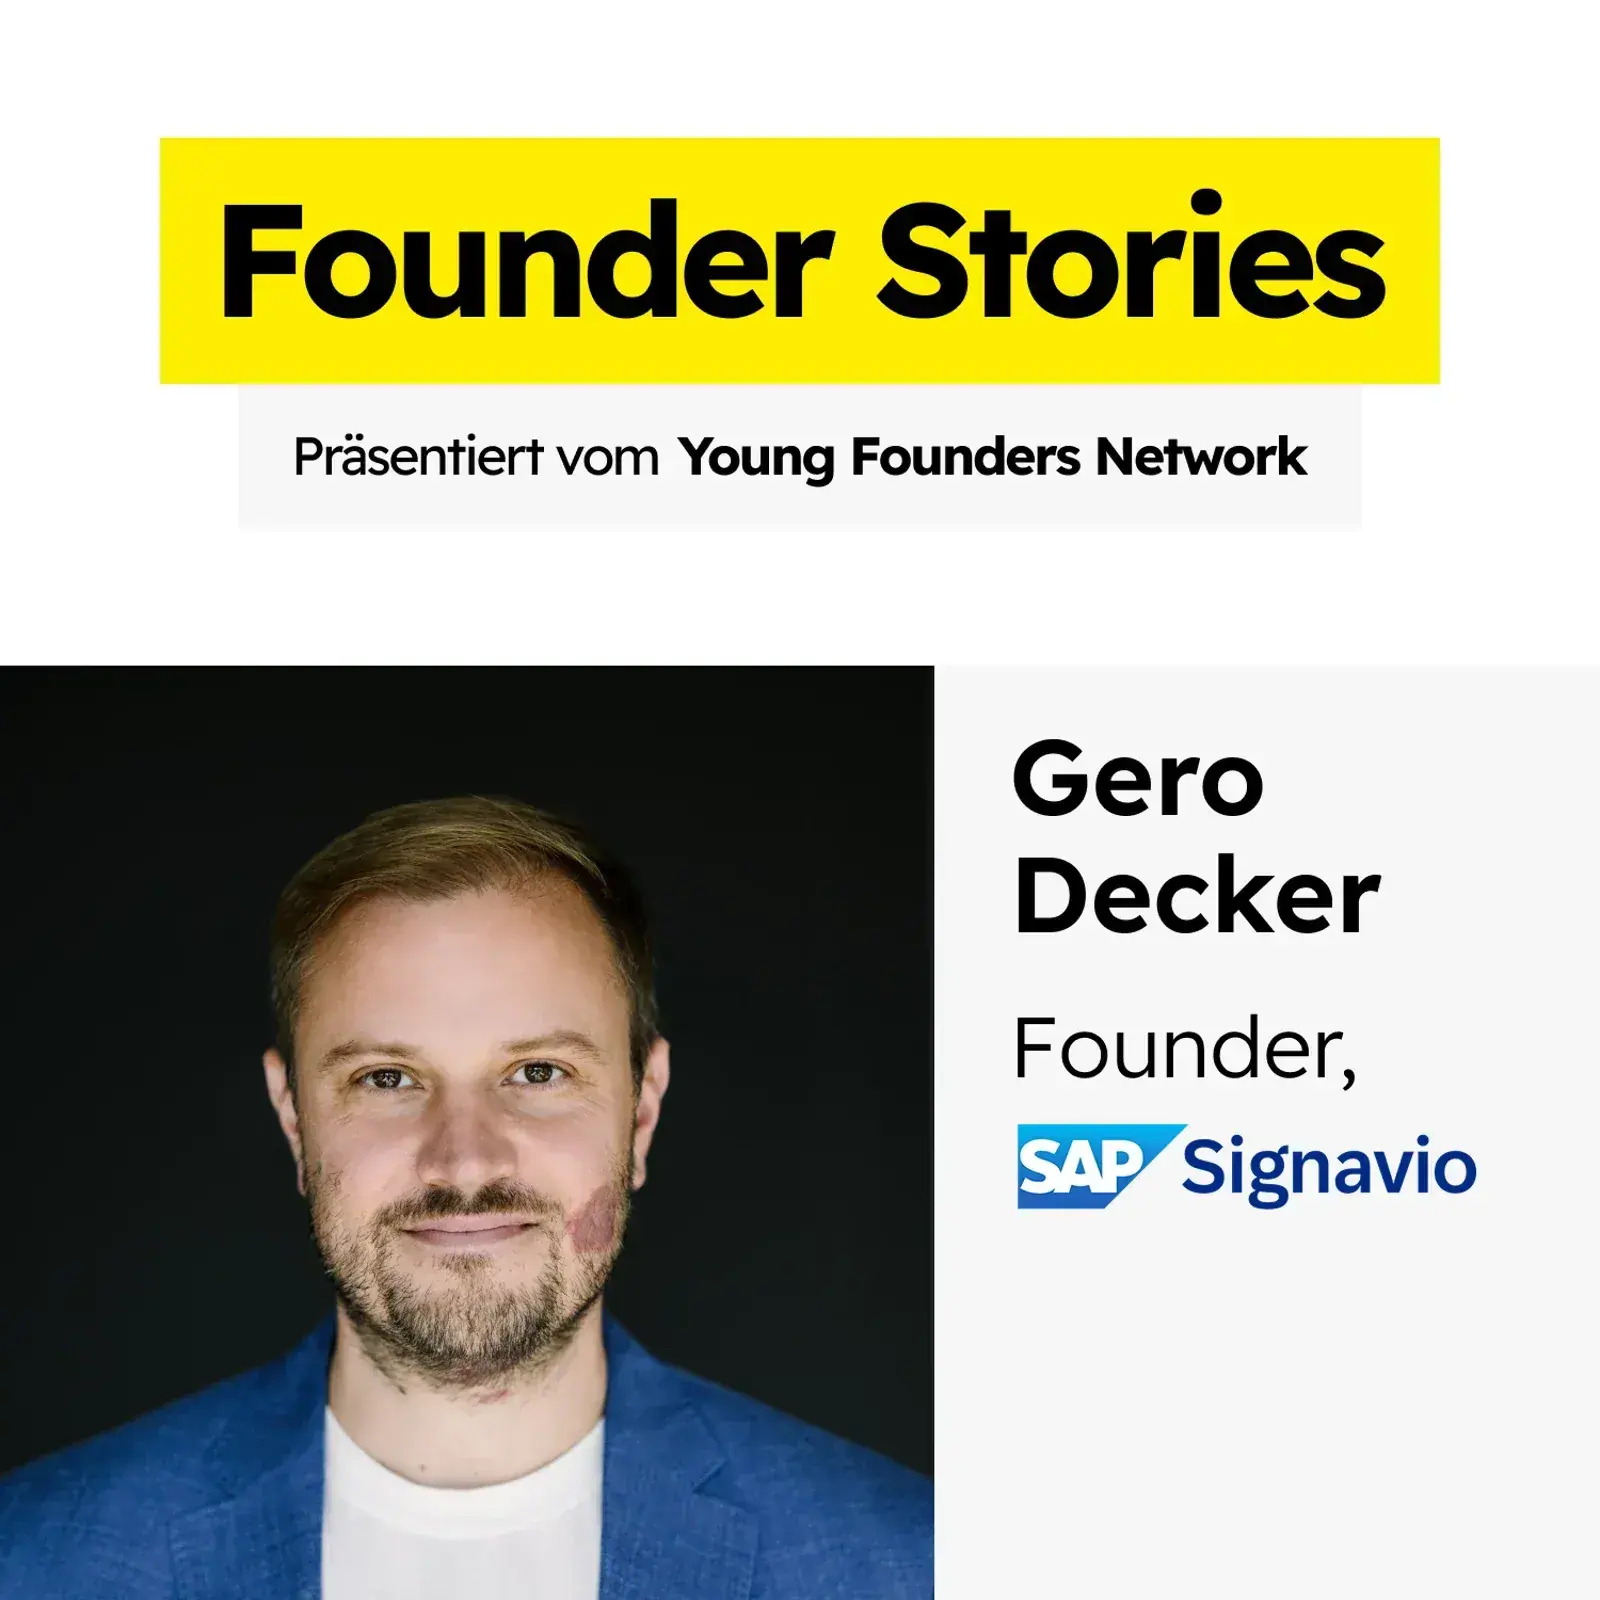 Founder Stories
Präsentiert vom Young Founders Network
Gero
Decker
Founder,
SAP Signavio